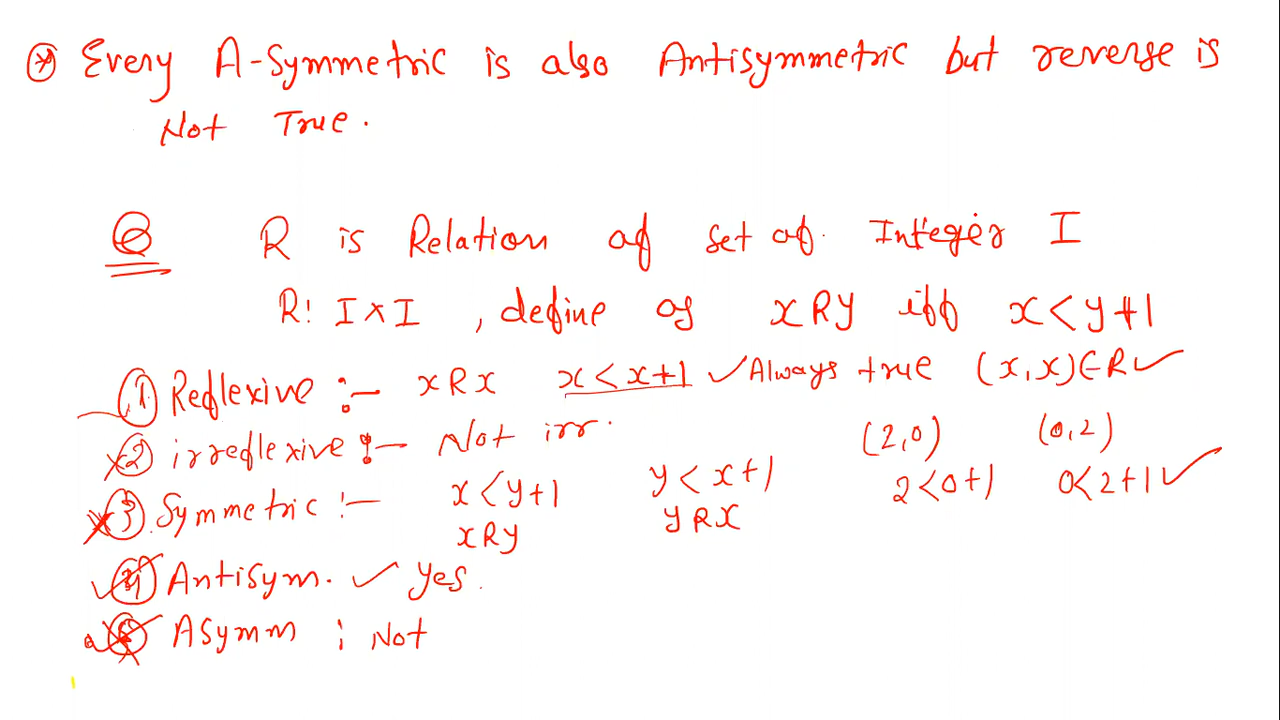 * Every A-Symmetric is also Antisymmetric but reverse is
Not True.
Q R is Relation of set of Integer I
R: I×I , define as xRy iff x<y+1
① Reflexive :- xRx x<x+1 ✓ Always true (x,x)∈R ✓
② irreflexive :- Not irr. (2,0) (0,2)
③ Symmetric :- x<y+1 y<x+1 2<0+1 0<2+1 ✓
xRy yRx
④ Antisym. ✓ yes.
⑤ ASymm : Not